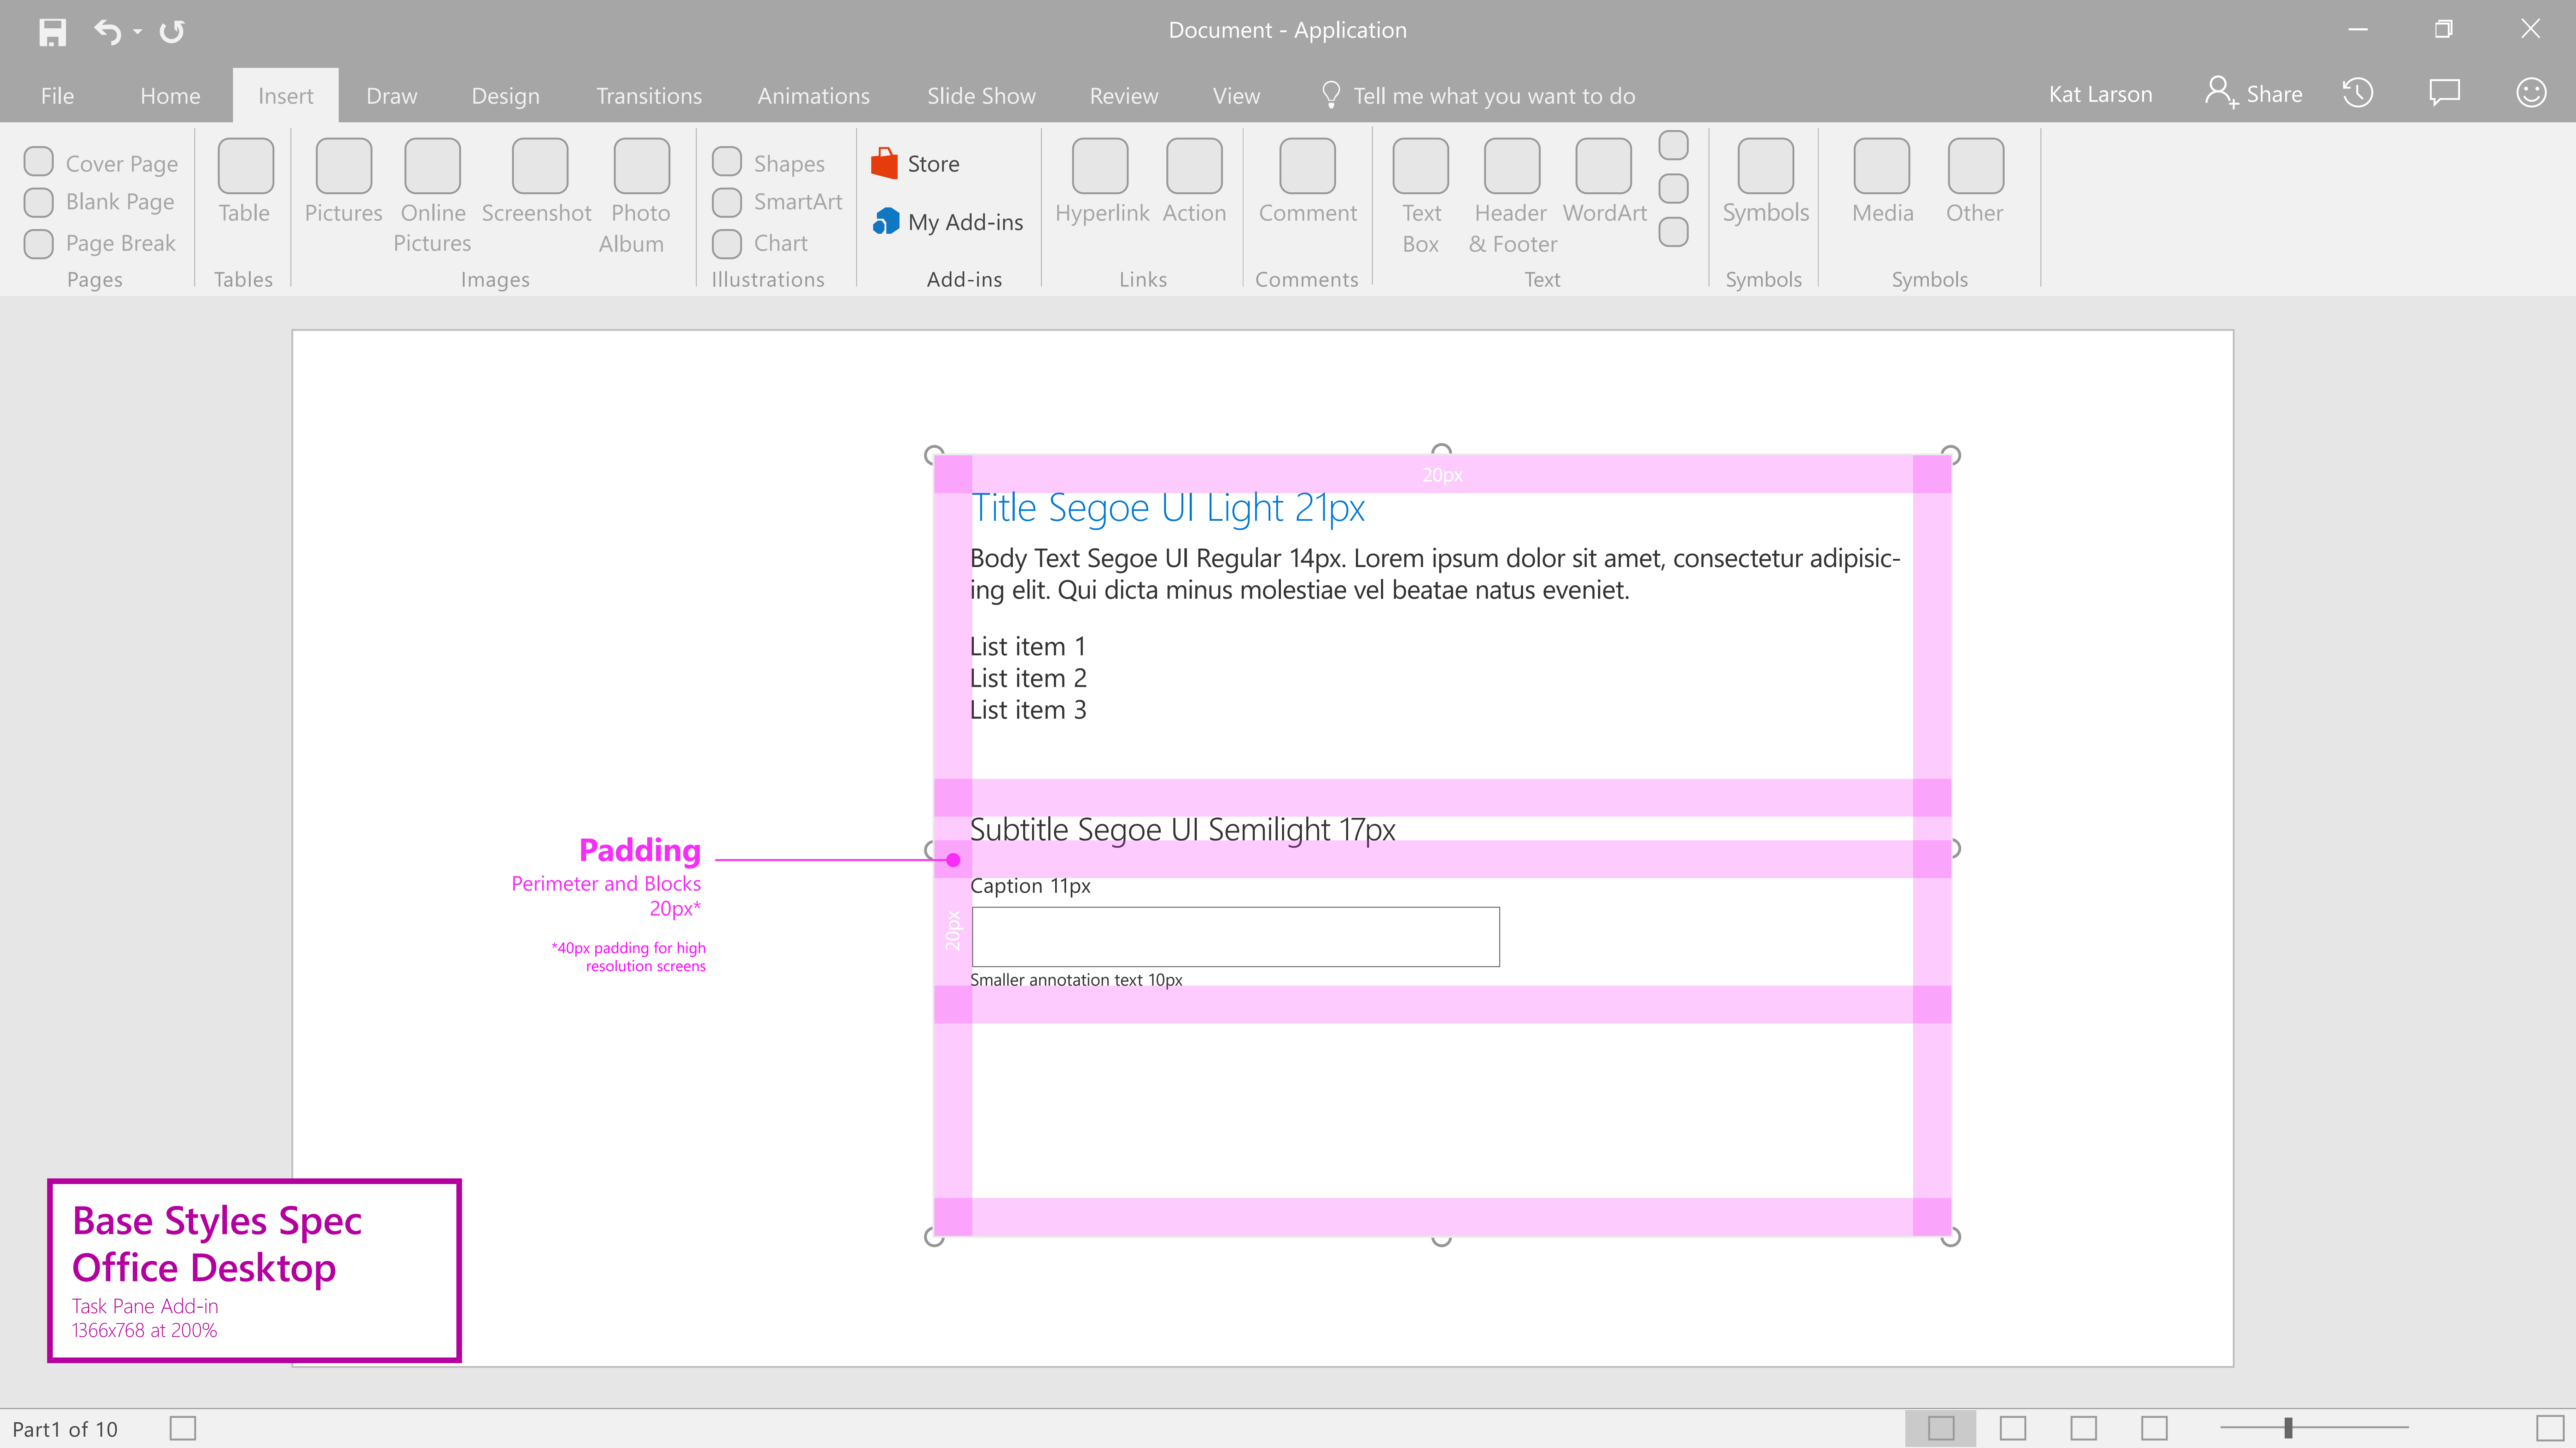 Document - Application
File Home Insert Draw Design Transitions Animations Slide Show Review View Tell me what you want to do Kat Larson Share
Cover Page
Blank Page
Page Break
Pages
Table
Tables
Pictures
Online
Pictures
Screenshot
Photo
Album
Images
Shapes
SmartArt
Chart
Illustrations
Store
My Add-ins
Add-ins
Hyperlink
Action
Links
Comment
Comments
Text
Box
Header
& Footer
WordArt
Text
Symbols
Symbols
Media
Other
Symbols
20px
Title Segoe UI Light 21px
Body Text Segoe UI Regular 14px. Lorem ipsum dolor sit amet, consectetur adipisic-
ing elit. Qui dicta minus molestiae vel beatae natus eveniet.
List item 1
List item 2
List item 3
Subtitle Segoe UI Semilight 17px
Caption 11px
20px
Smaller annotation text 10px
Padding
Perimeter and Blocks
20px*
*40px padding for high
resolution screens
Base Styles Spec
Office Desktop
Task Pane Add-in
1366x768 at 200%
Part1 of 10